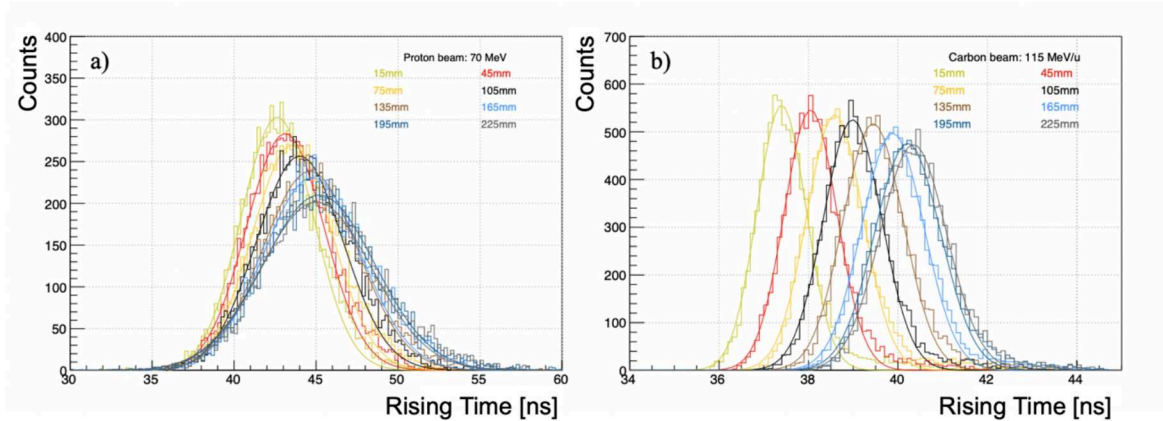 a)
Proton beam: 70 MeV
15mm 45mm
75mm 105mm
135mm 165mm
195mm 225mm
Counts
400
350
300
250
200
150
100
50
0
30 35 40 45 50 55 60
Rising Time [ns]
b)
Carbon beam: 115 MeV/u
15mm 45mm
75mm 105mm
135mm 165mm
195mm 225mm
Counts
700
600
500
400
300
200
100
0
34 36 38 40 42 44
Rising Time [ns]